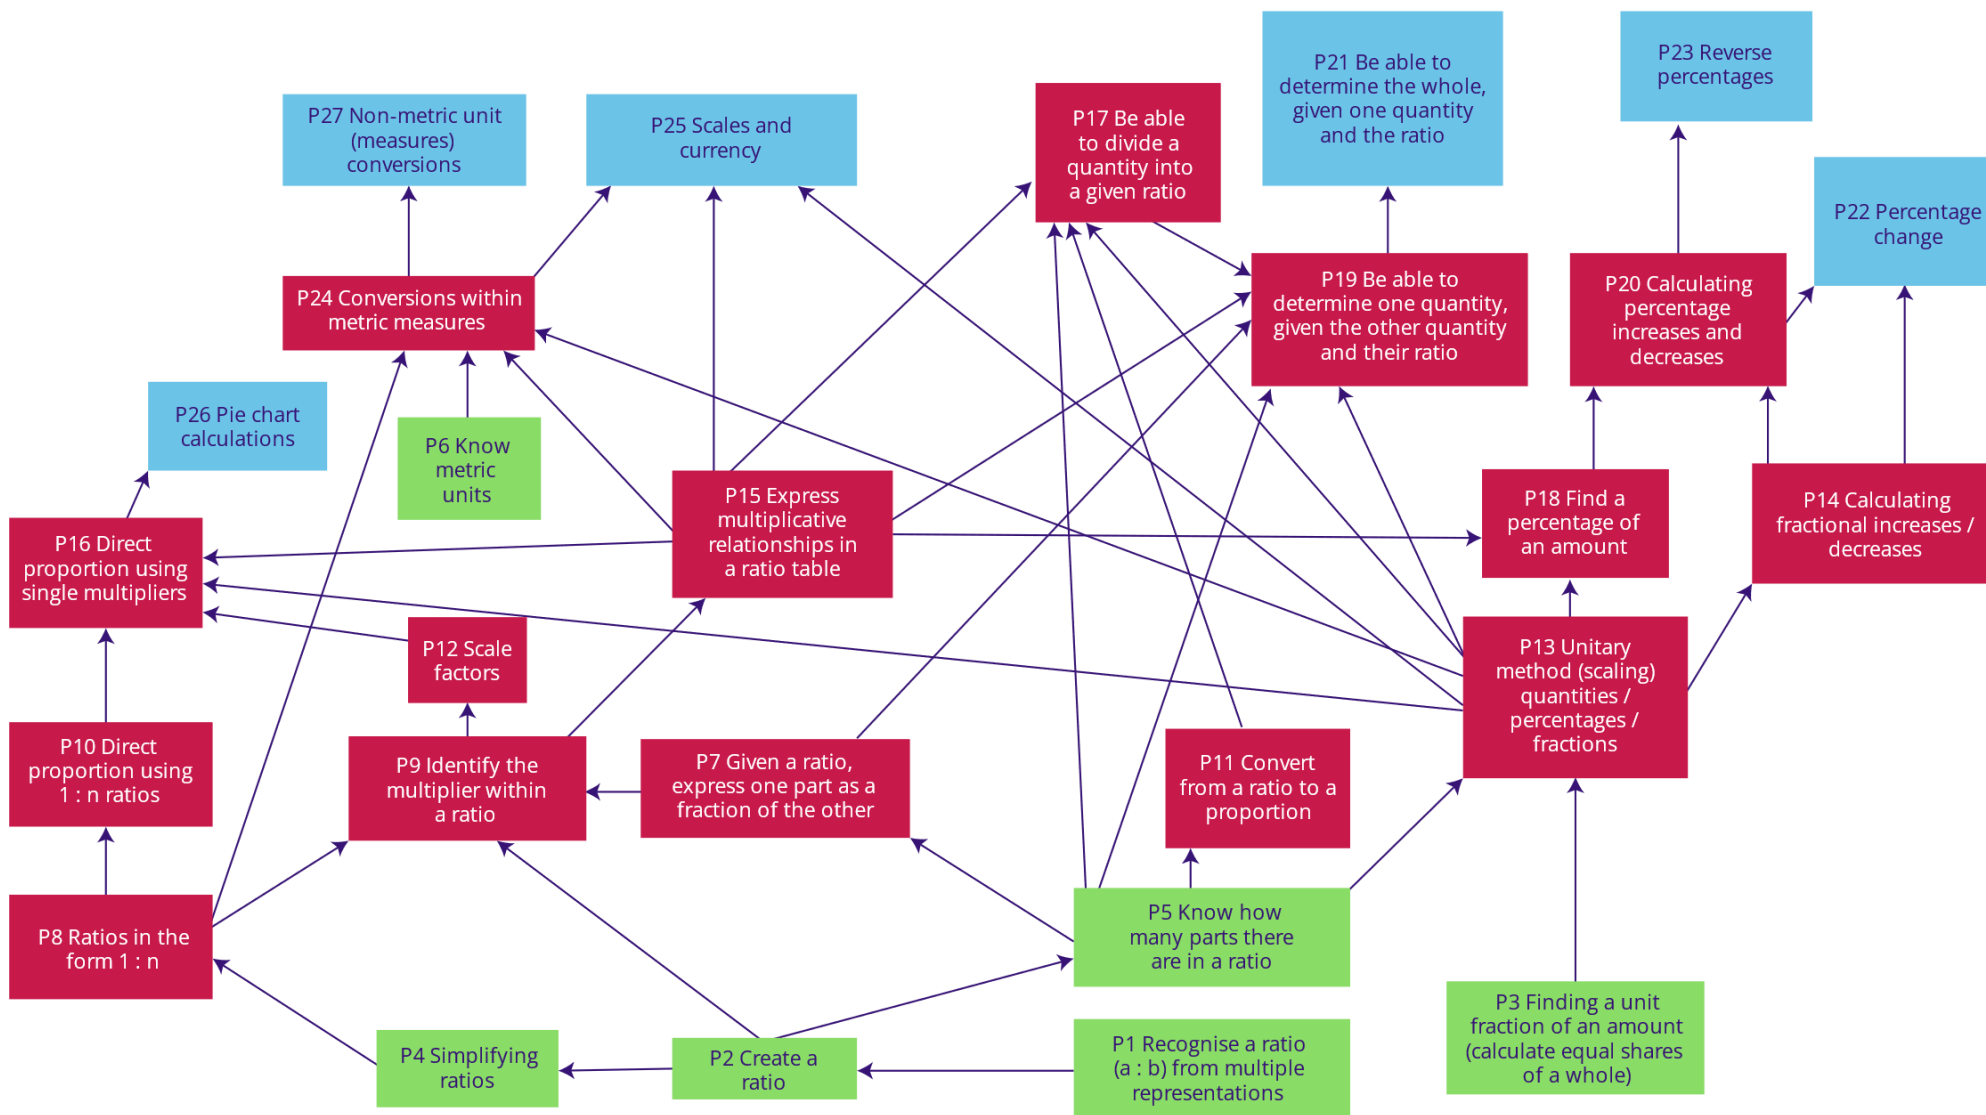 P23 Reverse
percentages
P21 Be able to
determine the whole,
given one quantity
and the ratio
P27 Non-metric unit
(measures)
conversions
P25 Scales and
currency
P17 Be able
to divide a
quantity into
a given ratio
P22 Percentage
change
P24 Conversions within
metric measures
P19 Be able to
determine one quantity,
given the other quantity
and their ratio
P20 Calculating
percentage
increases and
decreases
P26 Pie chart
calculations
P6 Know
metric
units
P15 Express
multiplicative
relationships in
a ratio table
P18 Find a
percentage of
an amount
P14 Calculating
fractional increases /
decreases
P16 Direct
proportion using
single multipliers
P12 Scale
factors
P13 Unitary
method (scaling)
quantities /
percentages /
fractions
P10 Direct
proportion using
1 : n ratios
P9 Identify the
multiplier within
a ratio
P7 Given a ratio,
express one part as a
fraction of the other
P11 Convert
from a ratio to a
proportion
P8 Ratios in the
form 1 : n
P5 Know how
many parts there
are in a ratio
P3 Finding a unit
fraction of an amount
(calculate equal shares
of a whole)
P4 Simplifying
ratios
P2 Create a
ratio
P1 Recognise a ratio
(a : b) from multiple
representations